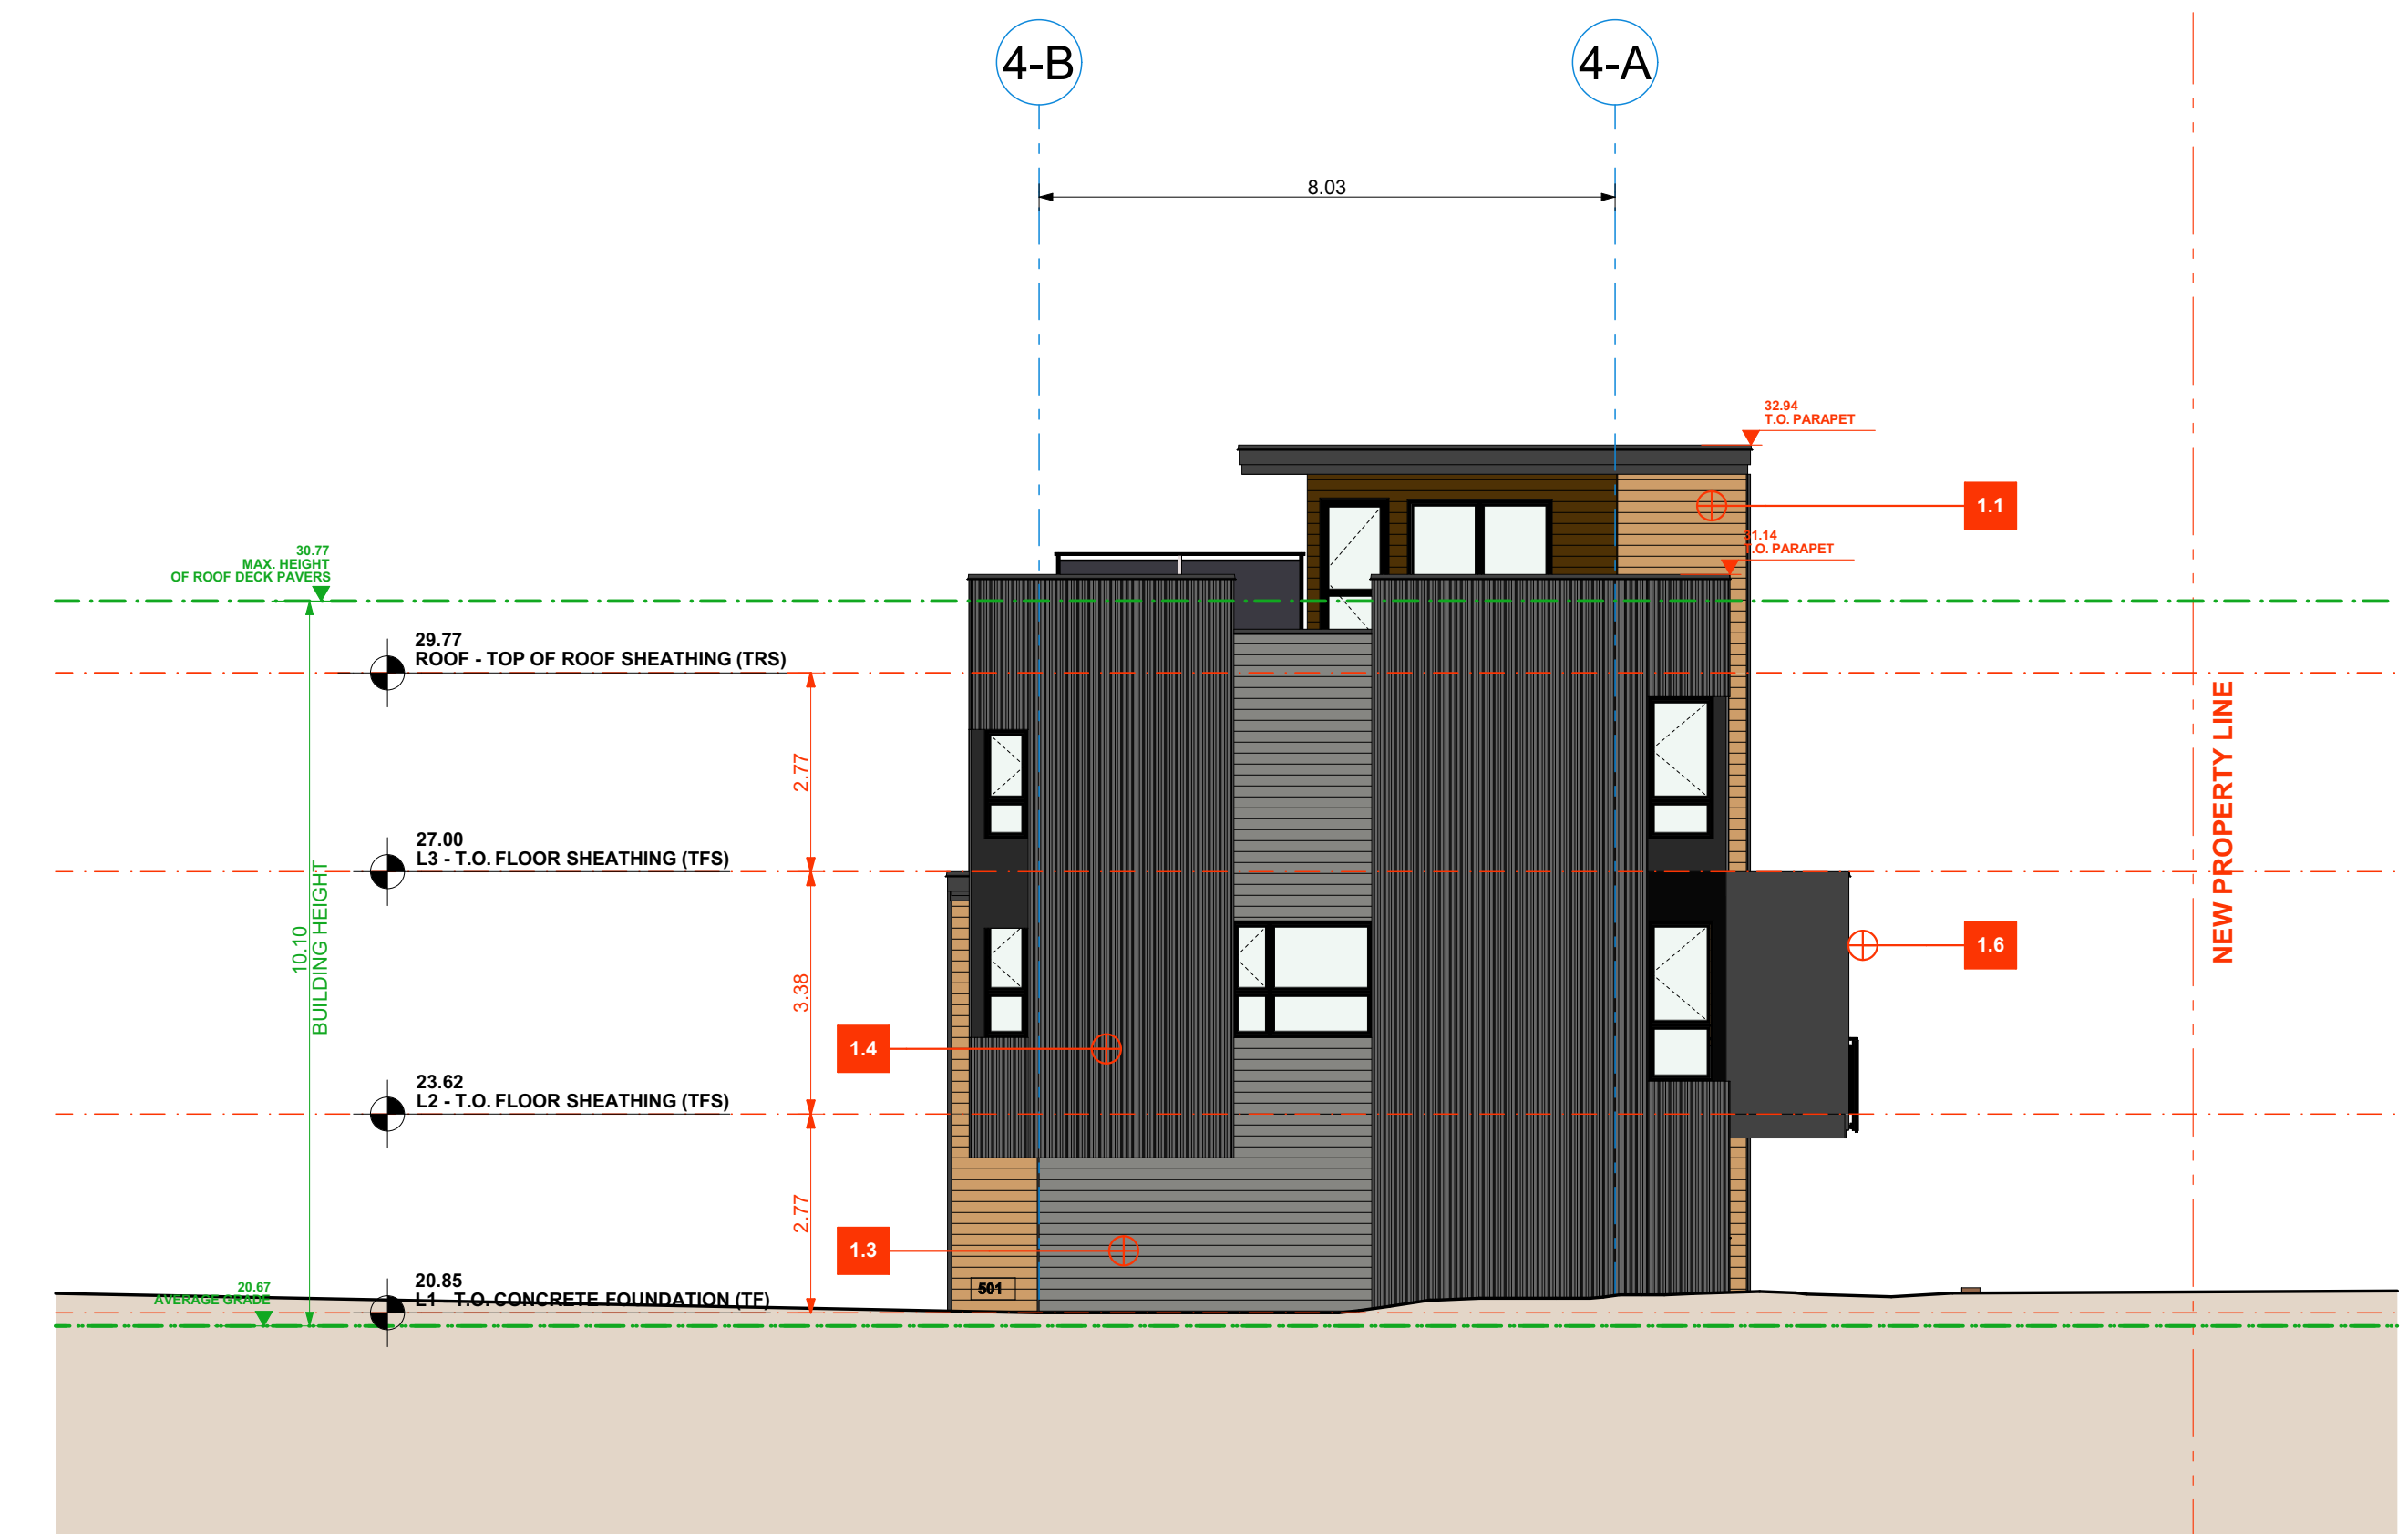 4-B
4-A
8.03
32.94
T.O. PARAPET
1.1
31.14
T.O. PARAPET
30.77
MAX. HEIGHT
OF ROOF DECK PAVERS
29.77
ROOF - TOP OF ROOF SHEATHING (TRS)
2.77
NEW PROPERTY LINE
27.00
L3 - T.O. FLOOR SHEATHING (TFS)
10.10
BUILDING HEIGHT
1.6
3.38
1.4
23.62
L2 - T.O. FLOOR SHEATHING (TFS)
2.77
1.3
20.67
AVERAGE GRADE
20.85
L1 - T.O. CONCRETE FOUNDATION (TF)
501